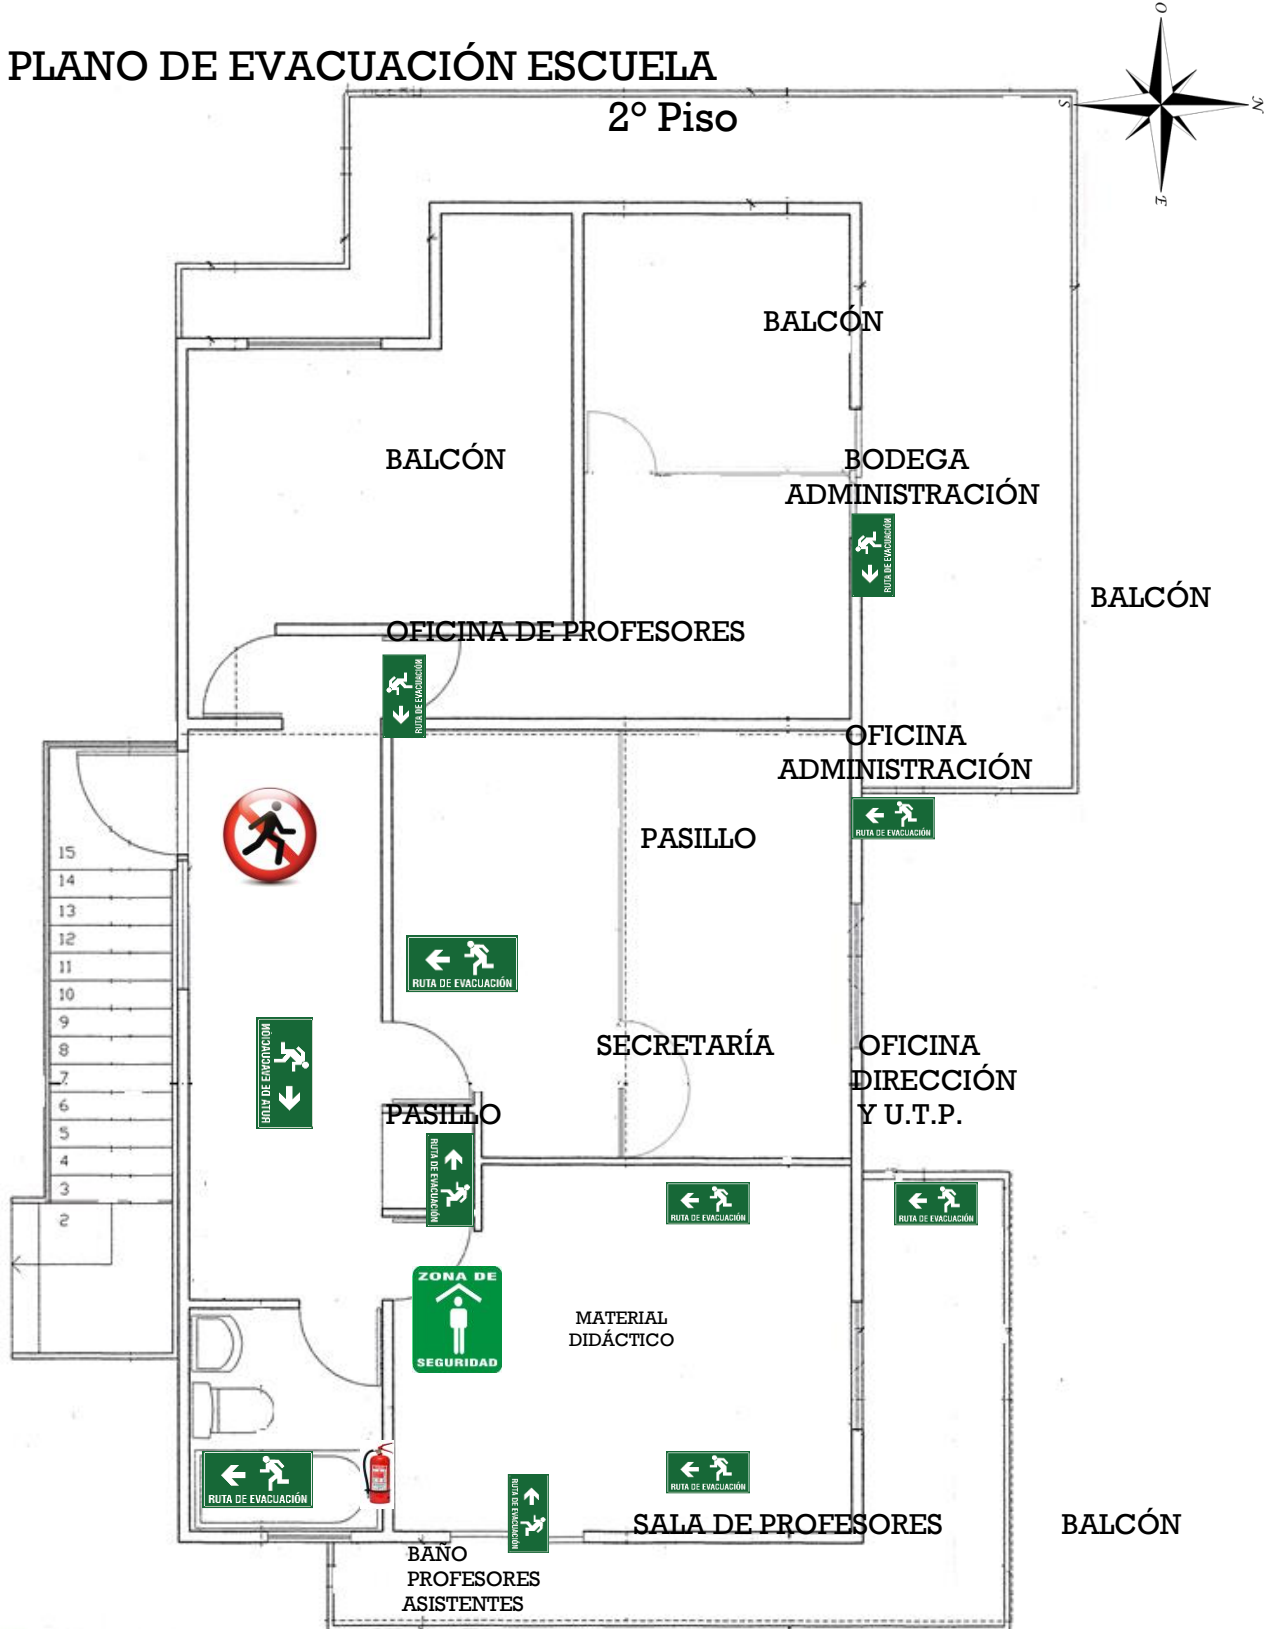 PLANO DE EVACUACIÓN ESCUELA
2° Piso
O
S
N
E
BALCÓN
BALCÓN
BODEGA
ADMINISTRACIÓN
RUTA DE EVACUACIÓN
BALCÓN
OFICINA DE PROFESORES
RUTA DE EVACUACIÓN
OFICINA
ADMINISTRACIÓN
RUTA DE EVACUACIÓN
PASILLO
15
14
13
12
11
10
9
8
7
6
5
4
3
2
RUTA DE EVACUACIÓN
RUTA DE EVACUACIÓN
SECRETARÍA
OFICINA
DIRECCIÓN
Y U.T.P.
PASILLO
RUTA DE EVACUACIÓN
RUTA DE EVACUACIÓN
RUTA DE EVACUACIÓN
ZONA DE
SEGURIDAD
MATERIAL
DIDÁCTICO
RUTA DE EVACUACIÓN
RUTA DE EVACUACIÓN
RUTA DE EVACUACIÓN
SALA DE PROFESORES
BALCÓN
BAÑO
PROFESORES
ASISTENTES